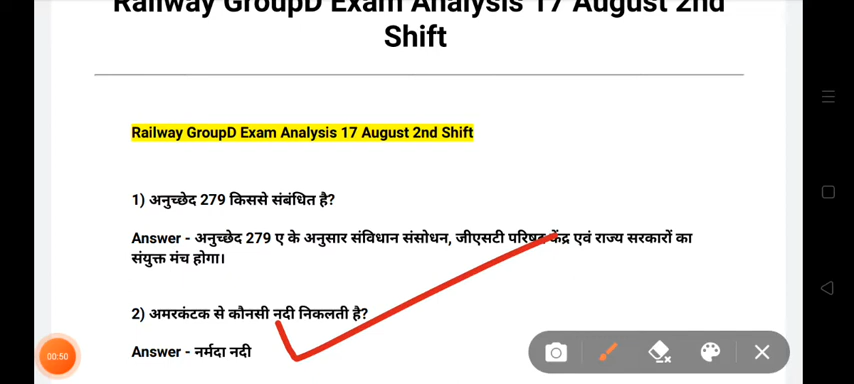 Railway GroupD Exam Analysis 17 August 2nd
Shift
Railway GroupD Exam Analysis 17 August 2nd Shift
1) अनुच्छेद 279 किससे संबंधित है?
Answer - अनुच्छेद 279 ए के अनुसार संविधान संसोधन, जीएसटी परिषद केंद्र एवं राज्य सरकारों का
संयुक्त मंच होगा।
2) अमरकंटक से कौनसी नदी निकलती है?
Answer - नर्मदा नदी
00:50